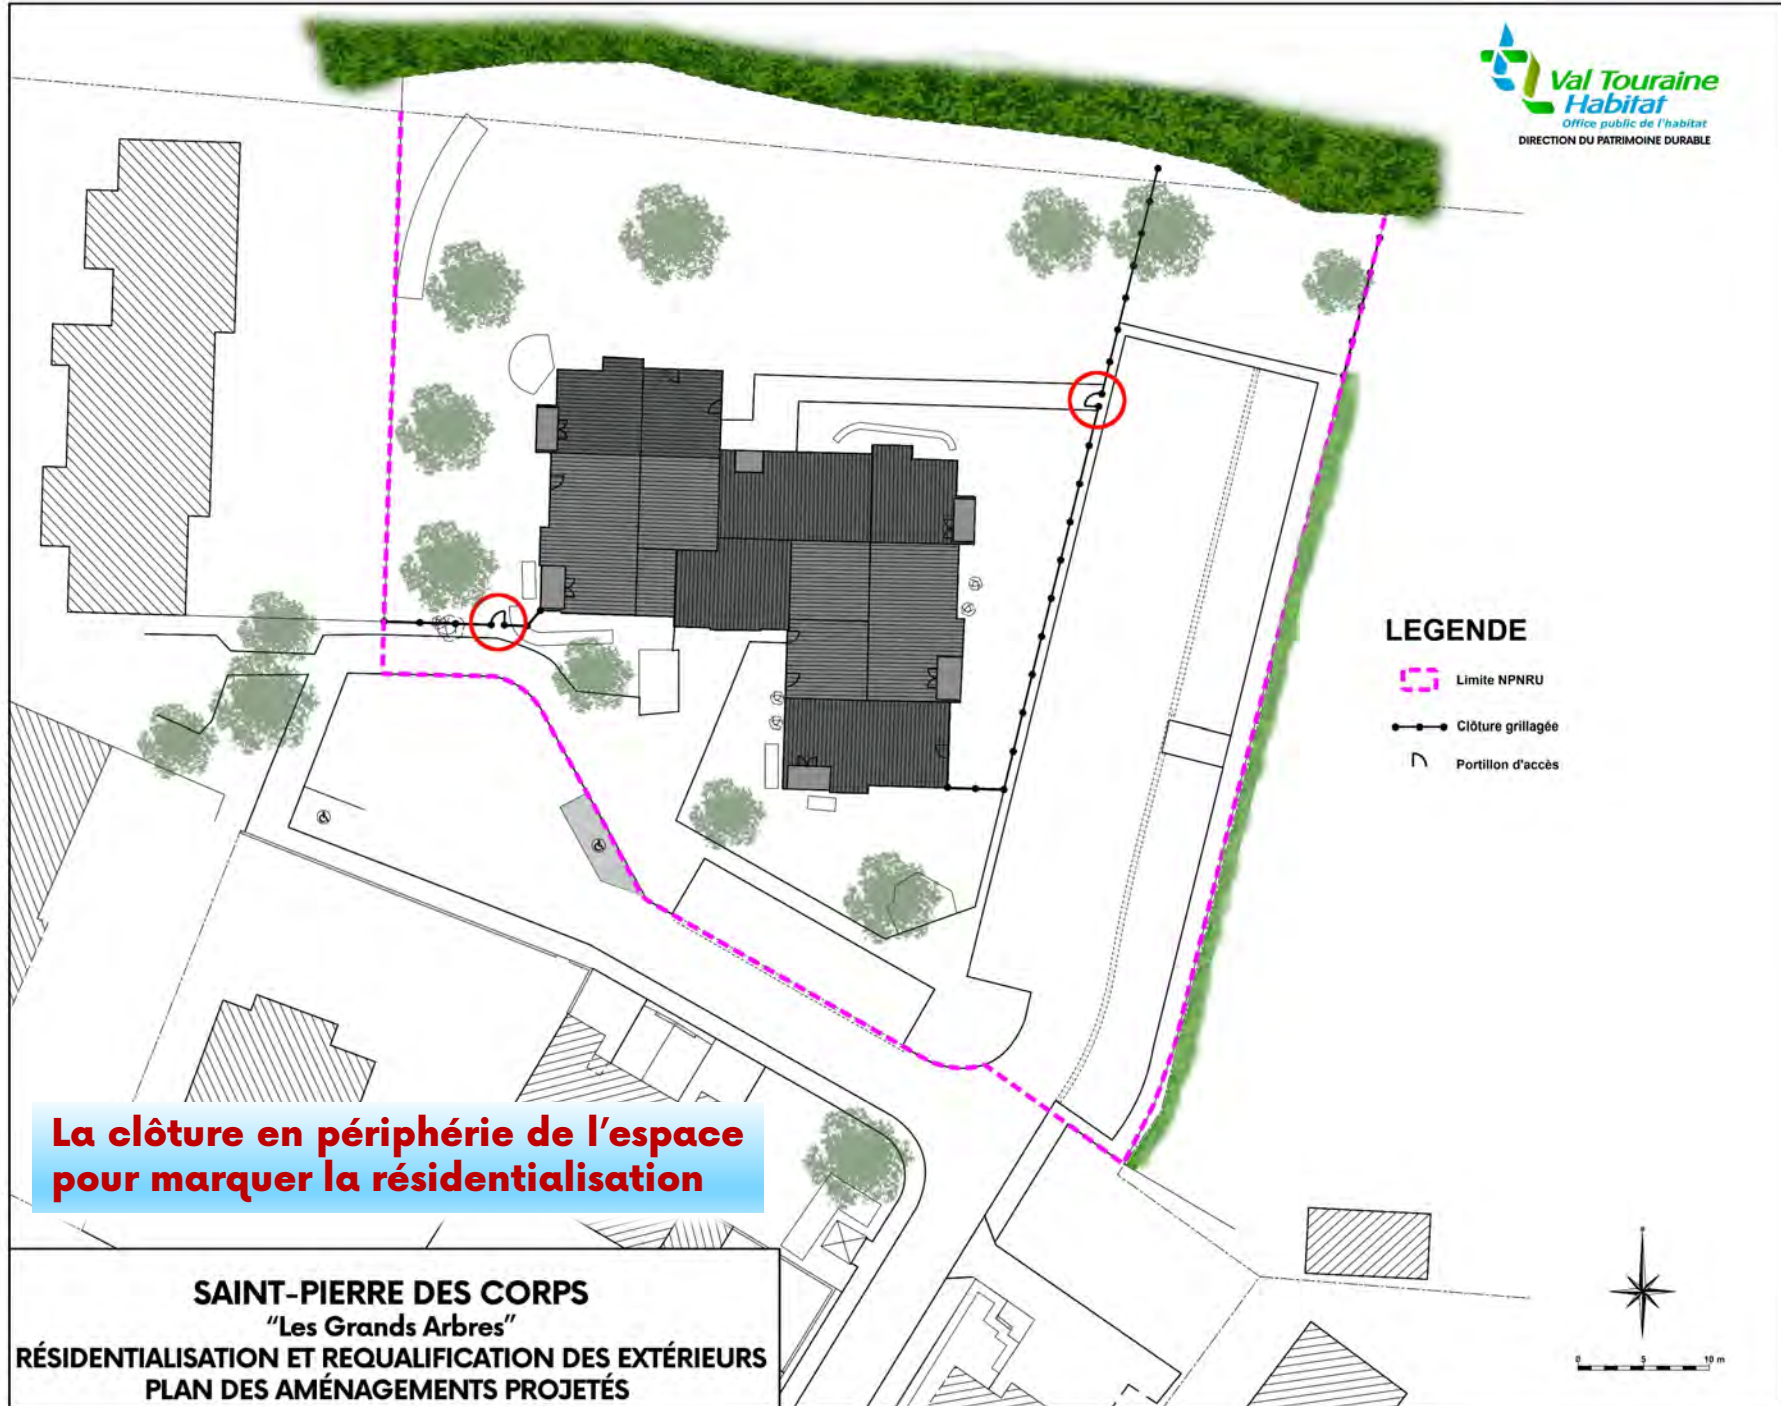 Val Touraine
Habitat
Office public de l'habitat
DIRECTION DU PATRIMOINE DURABLE
LEGENDE
Limite NPNRU
Clôture grillagée
Portillon d'accès
La clôture en périphérie de l'espace
pour marquer la résidentialisation
SAINT-PIERRE DES CORPS
"Les Grands Arbres"
RÉSIDENTIALISATION ET REQUALIFICATION DES EXTÉRIEURS
PLAN DES AMÉNAGEMENTS PROJETÉS
0 5 10 m